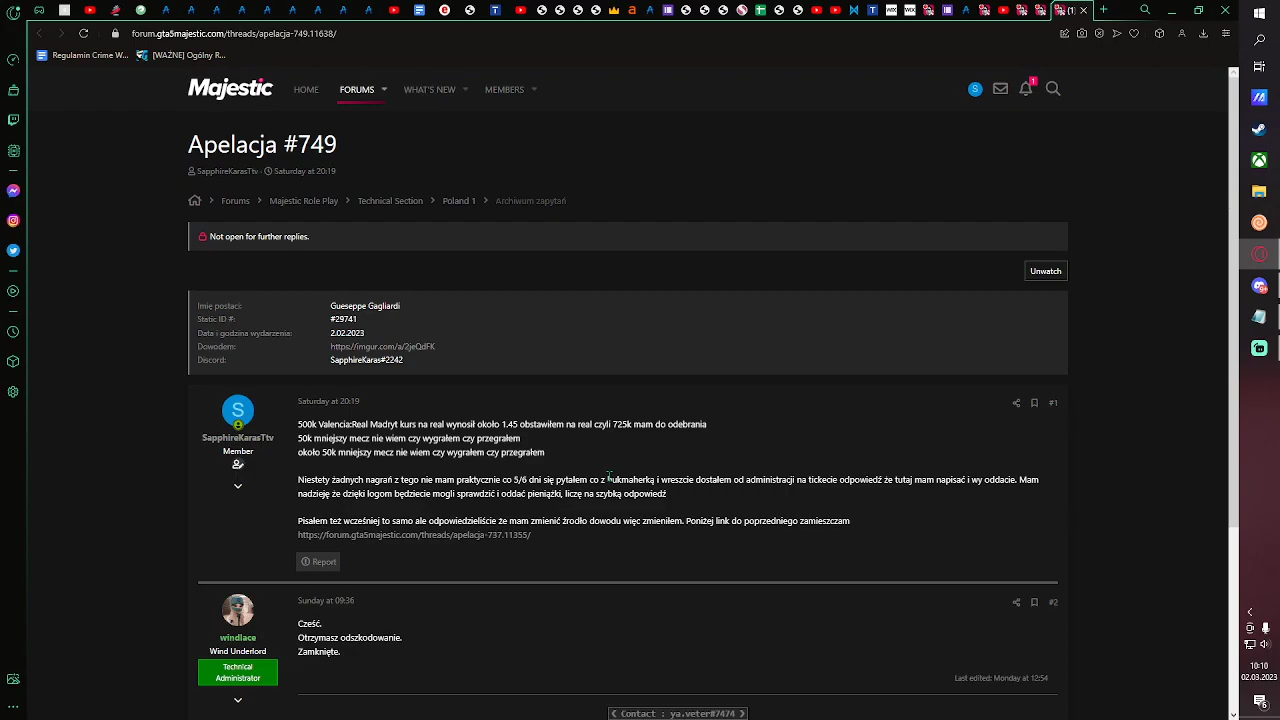 forum.gta5majestic.com/threads/apelacja-749.11638/
Regulamin Crime W...
[WAŻNE] Ogólny R...
Majestic
HOME
FORUMS
WHAT'S NEW
MEMBERS
S
1
Apelacja #749
SapphireKarasTtv · Saturday at 20:19
Forums > Majestic Role Play > Technical Section > Poland 1 > Archiwum zapytań
Not open for further replies.
Unwatch
Imię postaci: Gueseppe Gagliardi
Static ID #: #29741
Data i godzina wydarzenia: 2.02.2023
Dowodem: https://imgur.com/a/2jeQdFK
Discord: SapphireKaras#2242
S
SapphireKarasTtv
Member
Saturday at 20:19
#1
500k Valencia:Real Madryt kurs na real wynosił około 1.45 obstawiłem na real czyli 725k mam do odebrania
50k mniejszy mecz nie wiem czy wygrałem czy przegrałem
około 50k mniejszy mecz nie wiem czy wygrałem czy przegrałem
Niestety żadnych nagrań z tego nie mam praktycznie co 5/6 dni się pytałem co z bukmaherką i wreszcie dostałem od administracji na tickecie odpowiedź że tutaj mam napisać i wy oddacie. Mam
nadzieję że dzięki logom będziecie mogli sprawdzić i oddać pieniążki, liczę na szybką odpowiedź
Pisałem też wcześniej to samo ale odpowiedzieliście że mam zmienić źrodło dowodu więc zmieniłem. Poniżej link do poprzedniego zamieszczam
https://forum.gta5majestic.com/threads/apelacja-737.11355/
Report
windlace
Wind Underlord
Technical
Administrator
Sunday at 09:36
#2
Cześć.
Otrzymasz odszkodowanie.
Zamknięte.
Last edited: Monday at 12:54
❮ Contact : ya.veter#7474 ❯
10:10
02.03.2023